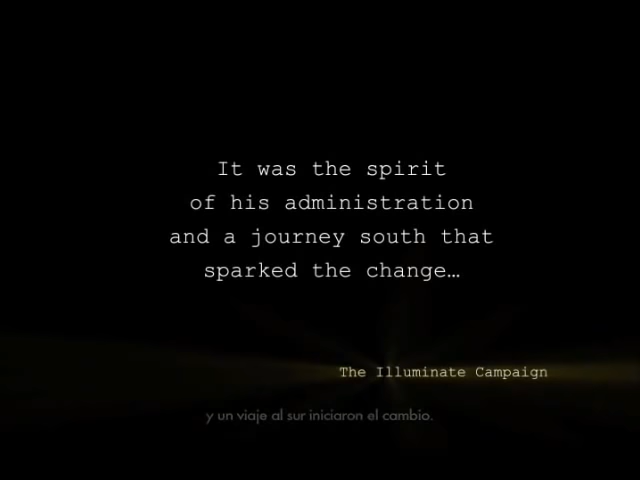 It was the spirit
of his administration
and a journey south that
sparked the change…
The Illuminate Campaign
y un viaje al sur iniciaron el cambio.